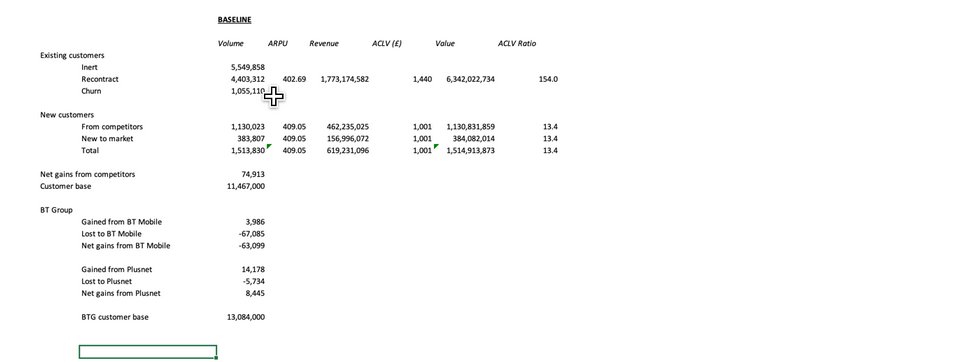 BASELINE
Volume ARPU Revenue ACLV (£) Value ACLV Ratio
Existing customers
Inert 5,549,858
Recontract 4,403,312 402.69 1,773,174,582 1,440 6,342,022,734 154.0
Churn 1,055,110
New customers
From competitors 1,130,023 409.05 462,235,025 1,001 1,130,831,859 13.4
New to market 383,807 409.05 156,996,072 1,001 384,082,014 13.4
Total 1,513,830 409.05 619,231,096 1,001 1,514,913,873 13.4
Net gains from competitors 74,913
Customer base 11,467,000
BT Group
Gained from BT Mobile 3,986
Lost to BT Mobile -67,085
Net gains from BT Mobile -63,099
Gained from Plusnet 14,178
Lost to Plusnet -5,734
Net gains from Plusnet 8,445
BTG customer base 13,084,000